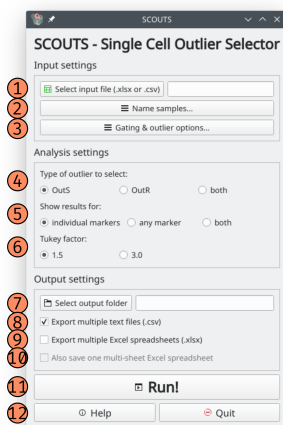 SCOUTS
SCOUTS - Single Cell Outlier Selector
Input settings
1 Select input file (.xlsx or .csv)
2 Name samples...
3 Gating & outlier options...
Analysis settings
4 Type of outlier to select:
OutS OutR both
5 Show results for:
individual markers any marker both
6 Tukey factor:
1.5 3.0
Output settings
7 Select output folder
8 Export multiple text files (.csv)
9 Export multiple Excel spreadsheets (.xlsx)
10 Also save one multi-sheet Excel spreadsheet
11 Run!
12 Help Quit